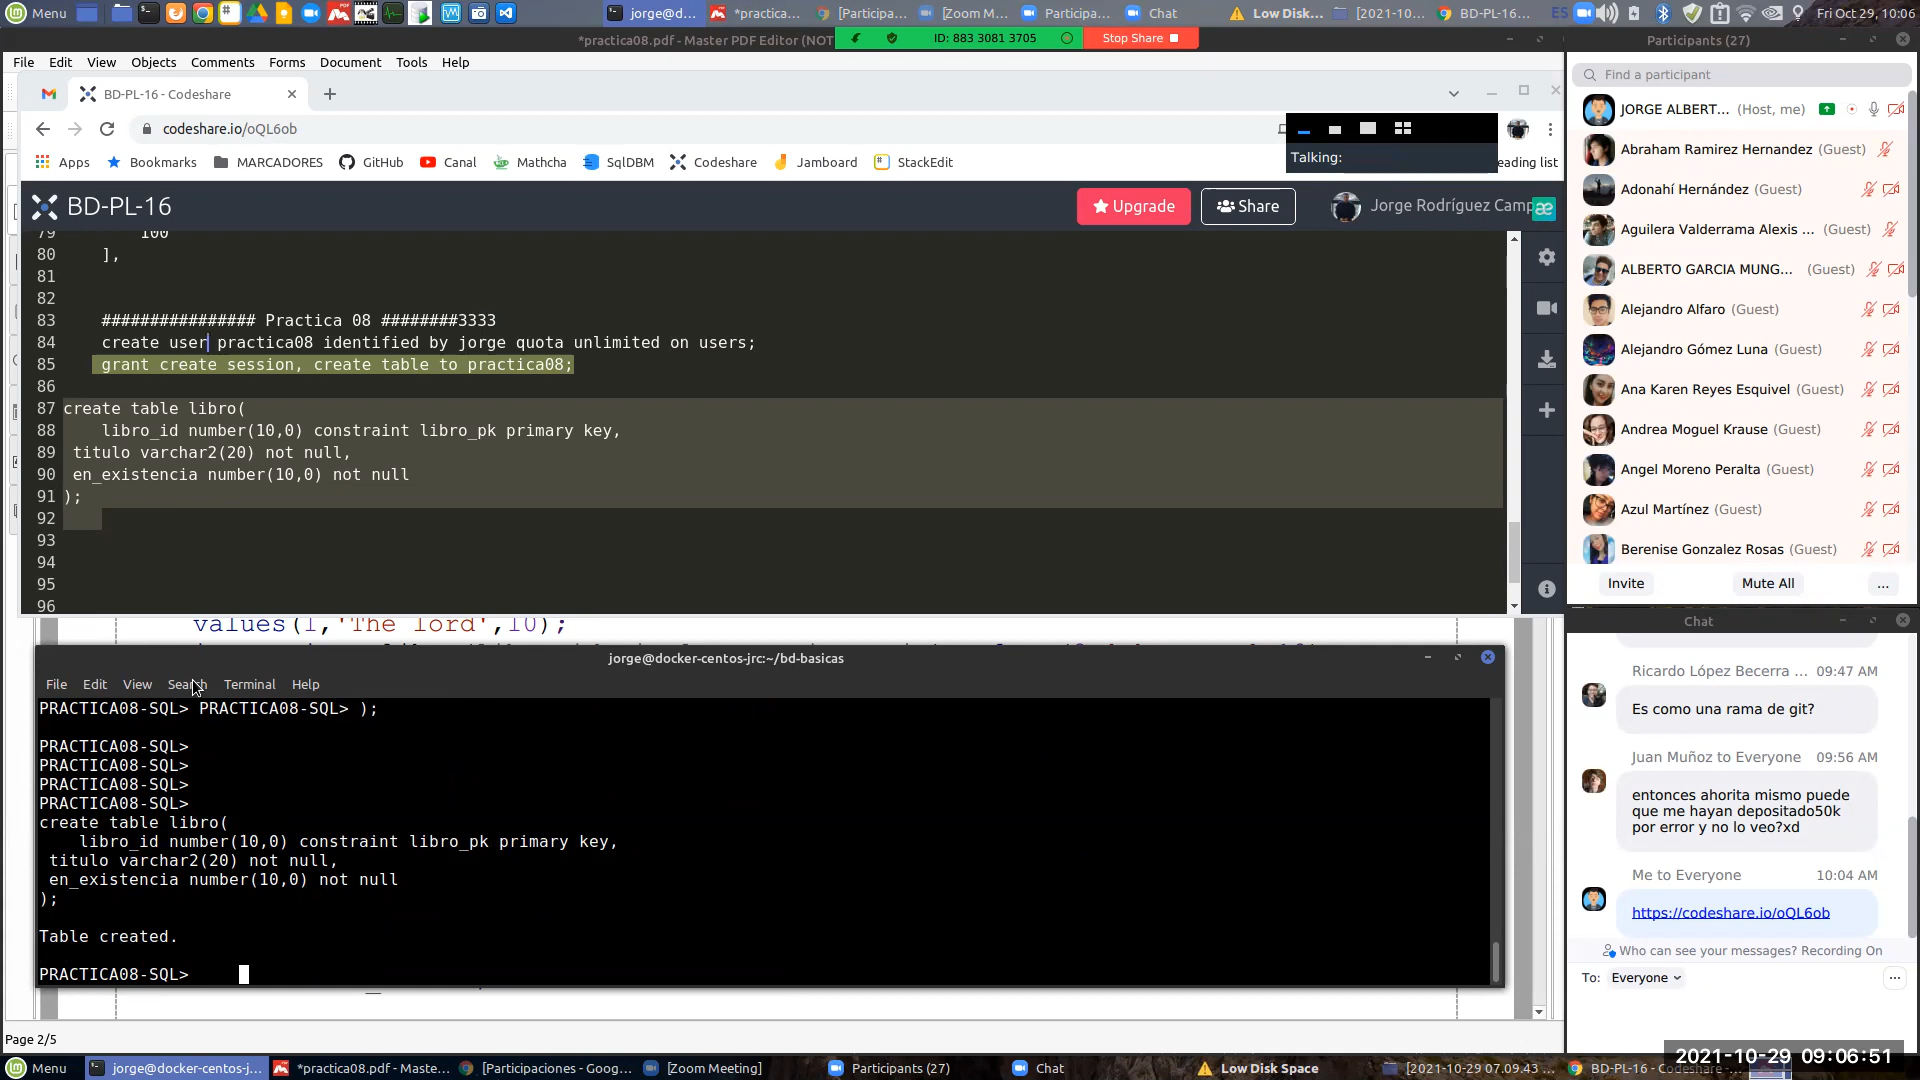 Menu
jorge@d...
*practica...
[Participa...
[Zoom M...
Participa...
Chat
Low Disk...
[2021-10...
BD-PL-16...
ES
Fri Oct 29, 10:06
*practica08.pdf - Master PDF Editor (NOT
ID: 883 3081 3705
Stop Share
File Edit View Objects Comments Forms Document Tools Help
BD-PL-16 - Codeshare
codeshare.io/oQL6ob
Talking:
Apps Bookmarks MARCADORES GitHub Canal Mathcha SqlDBM Codeshare Jamboard StackEdit
eading list
BD-PL-16
Upgrade
Share
Jorge Rodríguez Camp
79 100
80 ],
81
82
83 ################ Practica 08 ########3333
84 create user practica08 identified by jorge quota unlimited on users;
85 grant create session, create table to practica08;
86
87 create table libro(
88 libro_id number(10,0) constraint libro_pk primary key,
89 titulo varchar2(20) not null,
90 en_existencia number(10,0) not null
91 );
92
93
94
95
96
values(1,'The lord',10);
jorge@docker-centos-jrc:~/bd-basicas
File Edit View Search Terminal Help
PRACTICA08-SQL> PRACTICA08-SQL> );
PRACTICA08-SQL>
PRACTICA08-SQL>
PRACTICA08-SQL>
PRACTICA08-SQL>
create table libro(
libro_id number(10,0) constraint libro_pk primary key,
titulo varchar2(20) not null,
en_existencia number(10,0) not null
);
Table created.
PRACTICA08-SQL>
Page 2/5
Participants (27)
Find a participant
JORGE ALBERT... (Host, me)
Abraham Ramirez Hernandez (Guest)
Adonahí Hernández (Guest)
Aguilera Valderrama Alexis ... (Guest)
ALBERTO GARCIA MUNG... (Guest)
Alejandro Alfaro (Guest)
Alejandro Gómez Luna (Guest)
Ana Karen Reyes Esquivel (Guest)
Andrea Moguel Krause (Guest)
Angel Moreno Peralta (Guest)
Azul Martínez (Guest)
Berenise Gonzalez Rosas (Guest)
Invite
Mute All
...
Chat
Ricardo López Becerra ... 09:47 AM
Es como una rama de git?
Juan Muñoz to Everyone 09:56 AM
entonces ahorita mismo puede
que me hayan depositado50k
por error y no lo veo?xd
Me to Everyone 10:04 AM
https://codeshare.io/oQL6ob
Who can see your messages? Recording On
To: Everyone
Menu
jorge@docker-centos-j...
*practica08.pdf - Maste...
[Participaciones - Goog...
[Zoom Meeting]
Participants (27)
Chat
Low Disk Space
[2021-10-29 07.09.43 ...
BD-PL-16 - Codeshare -...
2021-10-29 09:06:51